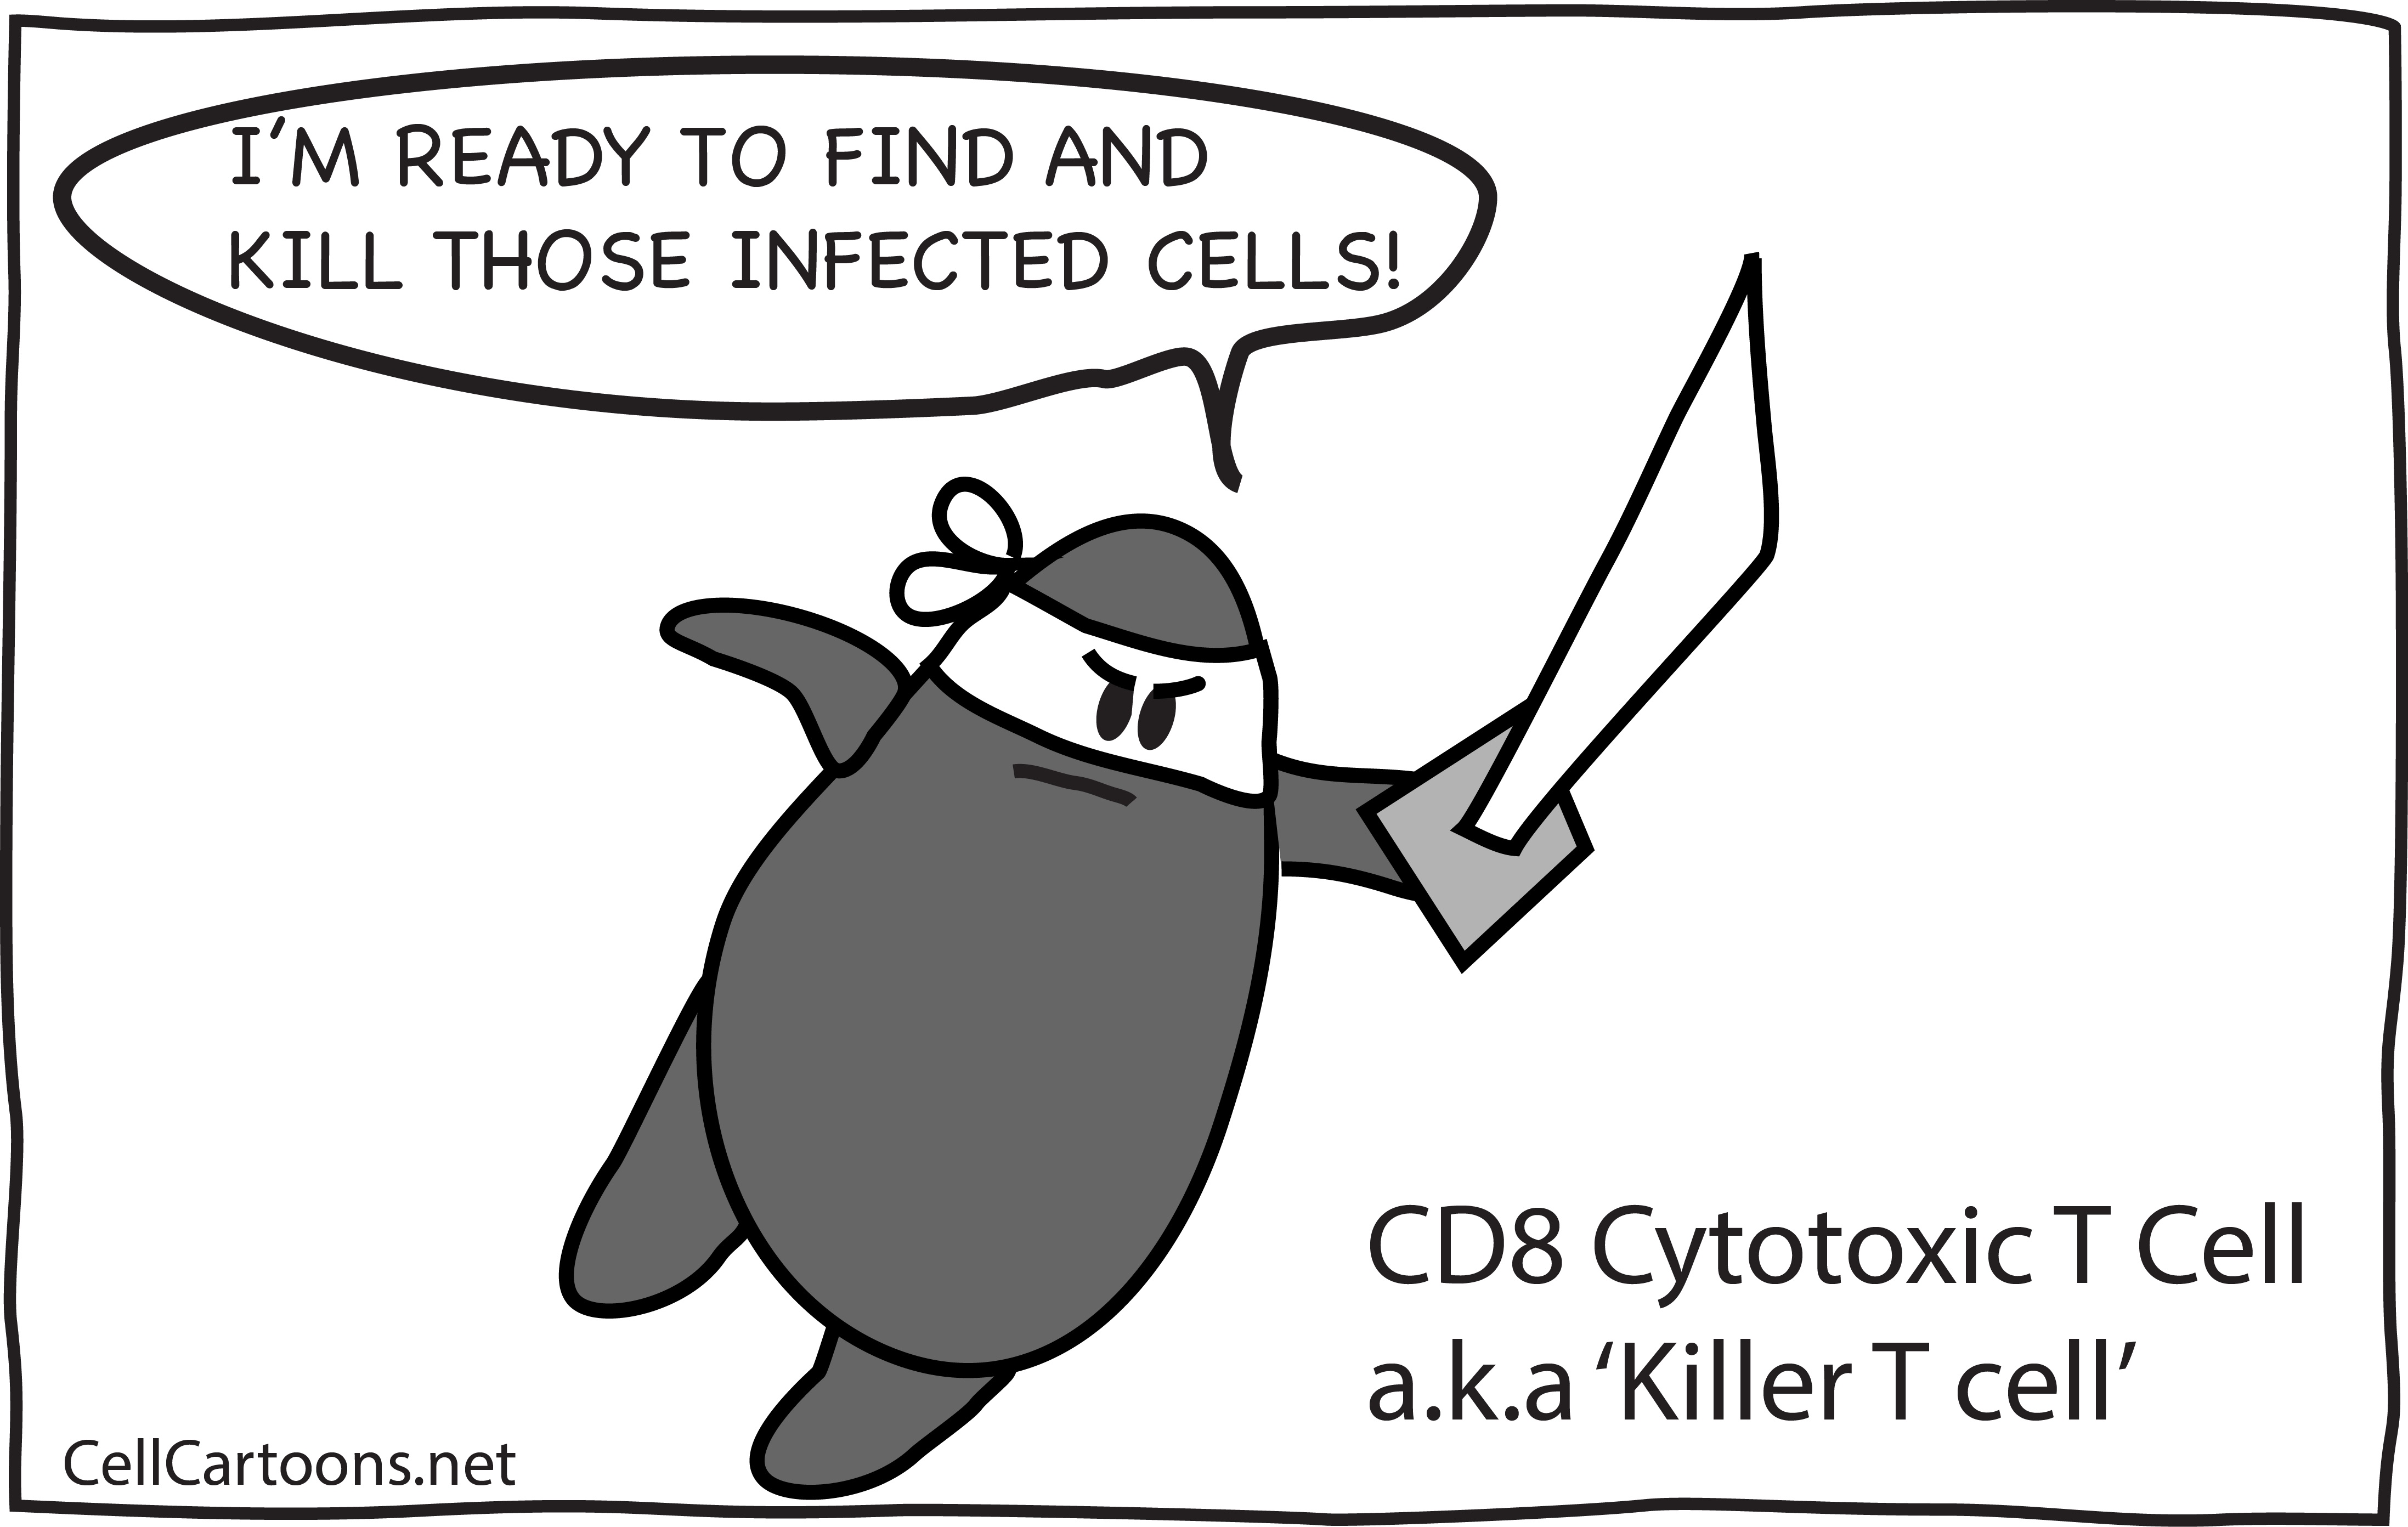 I'M READY TO FIND AND
KILL THOSE INFECTED CELLS!
CD8 Cytotoxic T Cell
a.k.a ‘Killer T cell’
CellCartoons.net